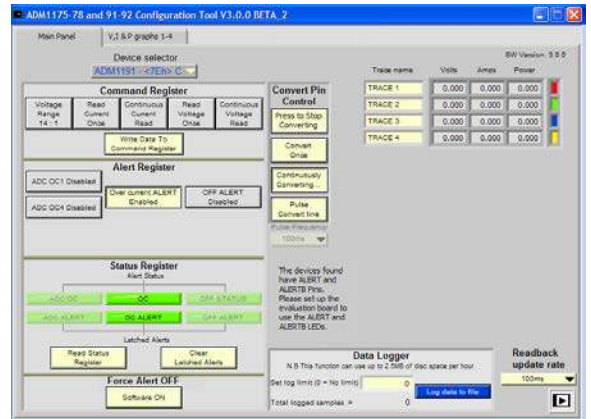 ADM1175-78 and 91-92 Configuration Tool V3.0.0 BETA_2
Main Panel V,I &P graphs 1-4
Device selector
ADM1191 - <7Eh> C-
SW Version 3.0.0
Command Register
Voltage Range 14 : 1
Read Current Once
Continuous Current Read
Read Voltage Once
Continuous Voltage Read
Write Data To Command Register
Alert Register
ADC OC1 Disabled
ADC OC4 Disabled
Over current ALERT Enabled
OFF ALERT Disabled
Status Register
Alert Status
ADC OC OC OFF STATUS
ADC ALERT OC ALERT OFF ALERT
Latched Alerts
Read Status Register
Clear Latched Alerts
Force Alert OFF
Software ON
Convert Pin Control
Press to Stop Converting
Convert Once
Continuously Converting...
Pulse Convert line
Pulse Frequency
100ms
The devices found
have ALERT and
ALERTB Pins.
Please set up the
evaluation board to
use the ALERT and
ALERTB LEDs.
Trace name Volts Amps Power
TRACE 1 0.000 0.000 0.000
TRACE 2 0.000 0.000 0.000
TRACE 3 0.000 0.000 0.000
TRACE 4 0.000 0.000 0.000
Data Logger
N.B This function can use up to 2.5MB of disc space per hour
Set log limit (0 = No limit) 0
Log data to file
Total logged samples = 0
Readback update rate
100ms